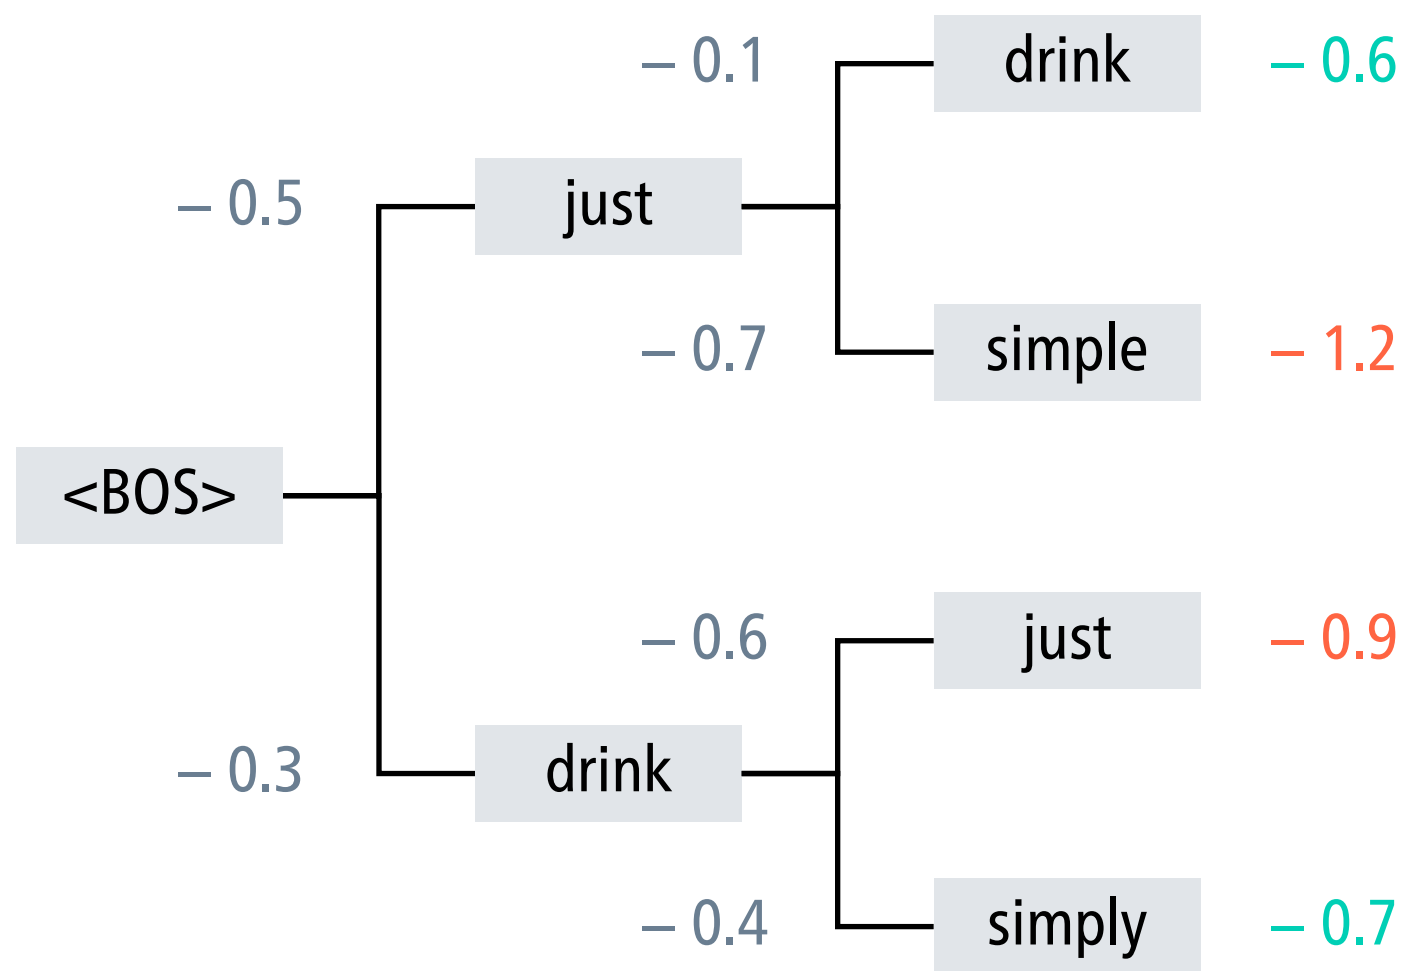 – 0.1
drink
– 0.6
– 0.5
just
– 0.7
simple
– 1.2
<BOS>
– 0.6
just
– 0.9
– 0.3
drink
– 0.4
simply
– 0.7